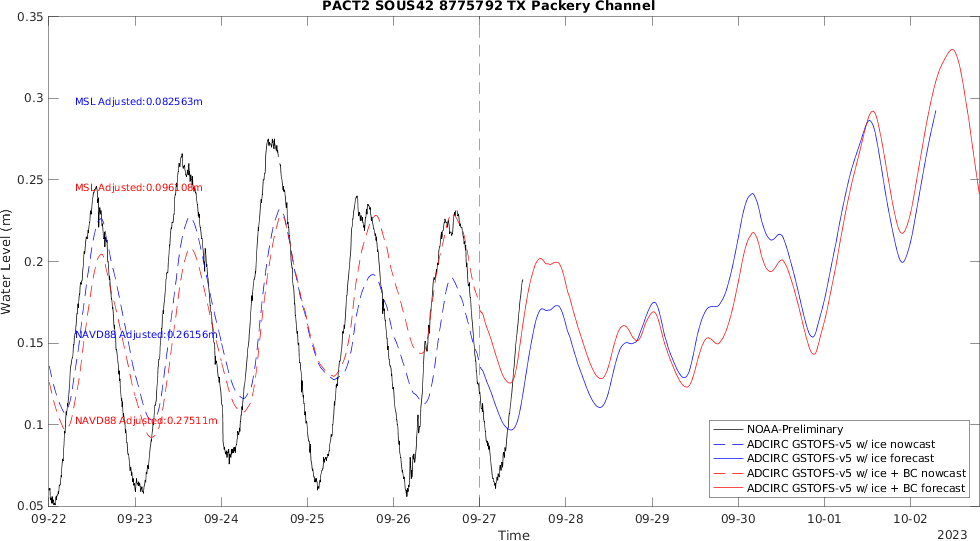 PACT2 SOUS42 8775792 TX Packery Channel
0.35
0.3
0.25
0.2
0.15
0.1
0.05
Water Level (m)
MSL Adjusted:0.082563m
MSL Adjusted:0.096108m
NAVD88 Adjusted:0.26156m
NAVD88 Adjusted:0.27511m
NOAA-Preliminary
ADCIRC GSTOFS-v5 w/ ice nowcast
ADCIRC GSTOFS-v5 w/ ice forecast
ADCIRC GSTOFS-v5 w/ ice + BC nowcast
ADCIRC GSTOFS-v5 w/ ice + BC forecast
09-22 09-23 09-24 09-25 09-26 09-27 09-28 09-29 09-30 10-01 10-02
Time
2023